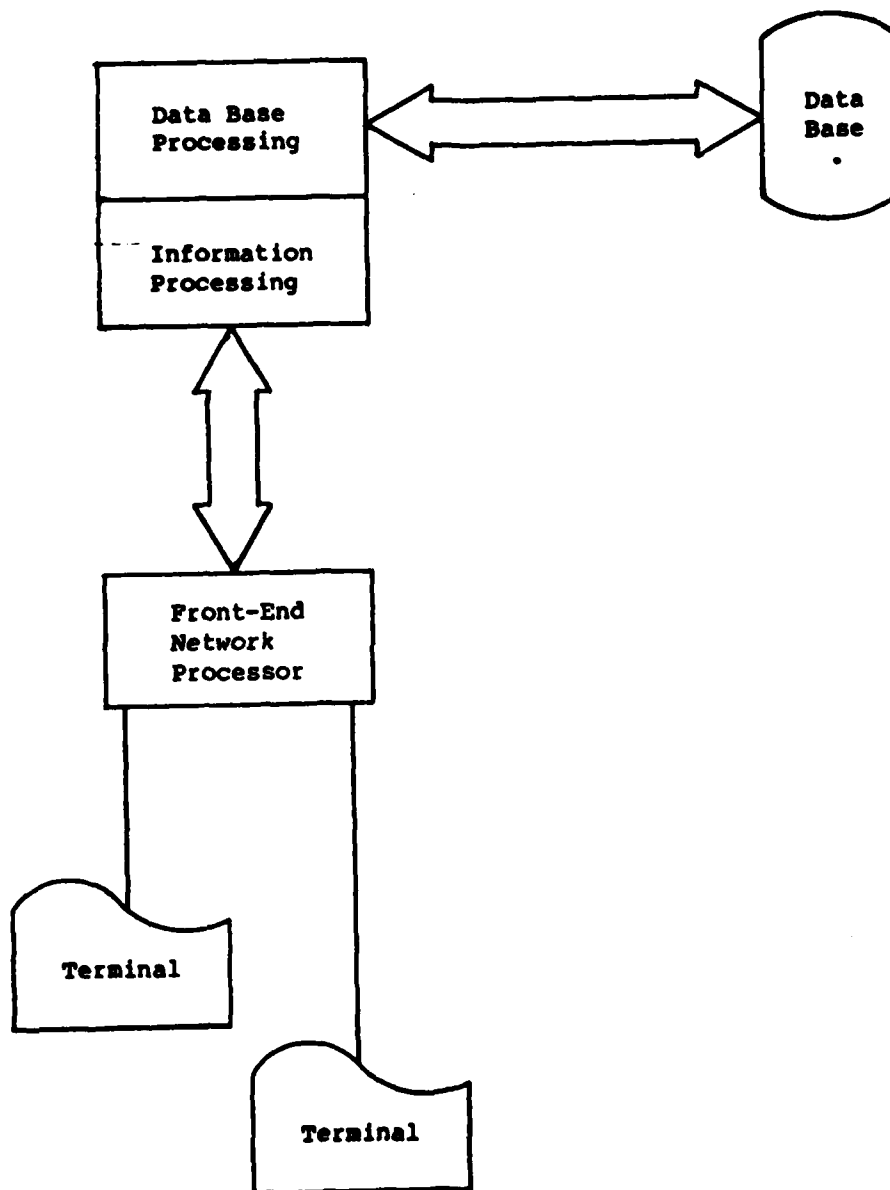 Data Base
Processing
Data
Base
Information
Processing
Front-End
Network
Processor
Terminal
Terminal